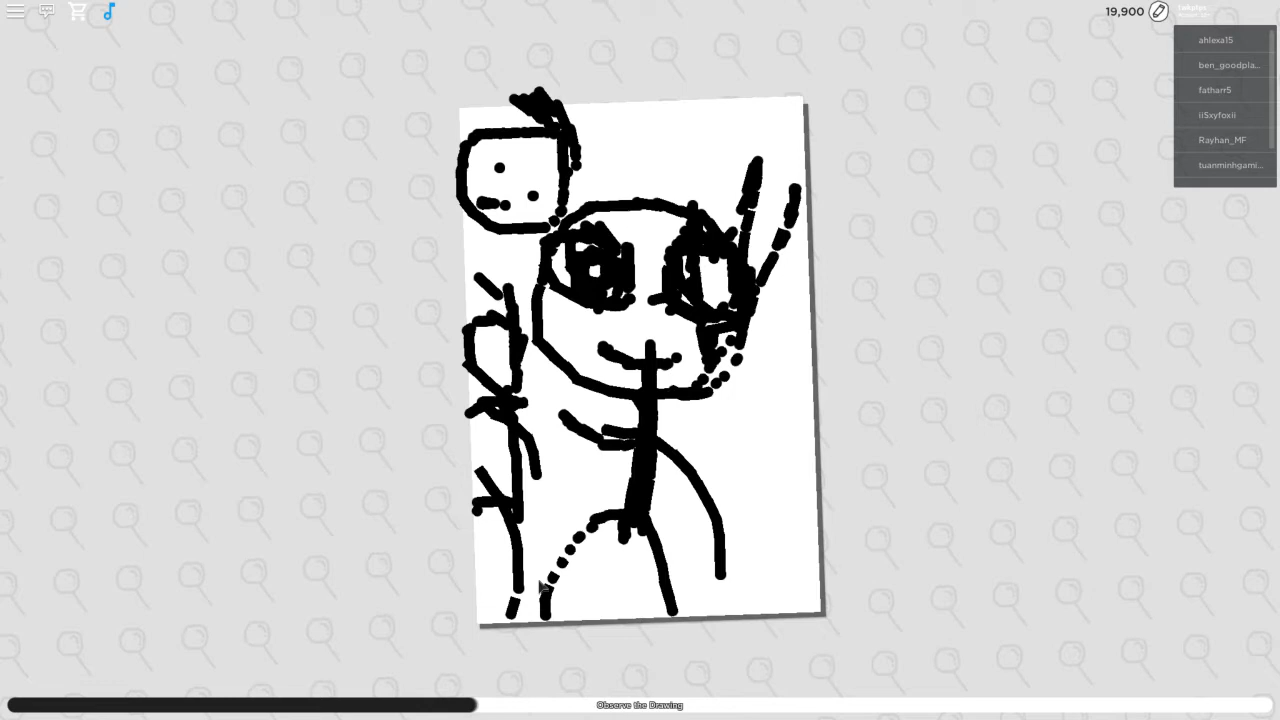 19,900
ahlexa15
ben_goodpla...
fatharr5
ii5xyfoxii
Rayhan_MF
tuanminhgami...
Observe the Drawing